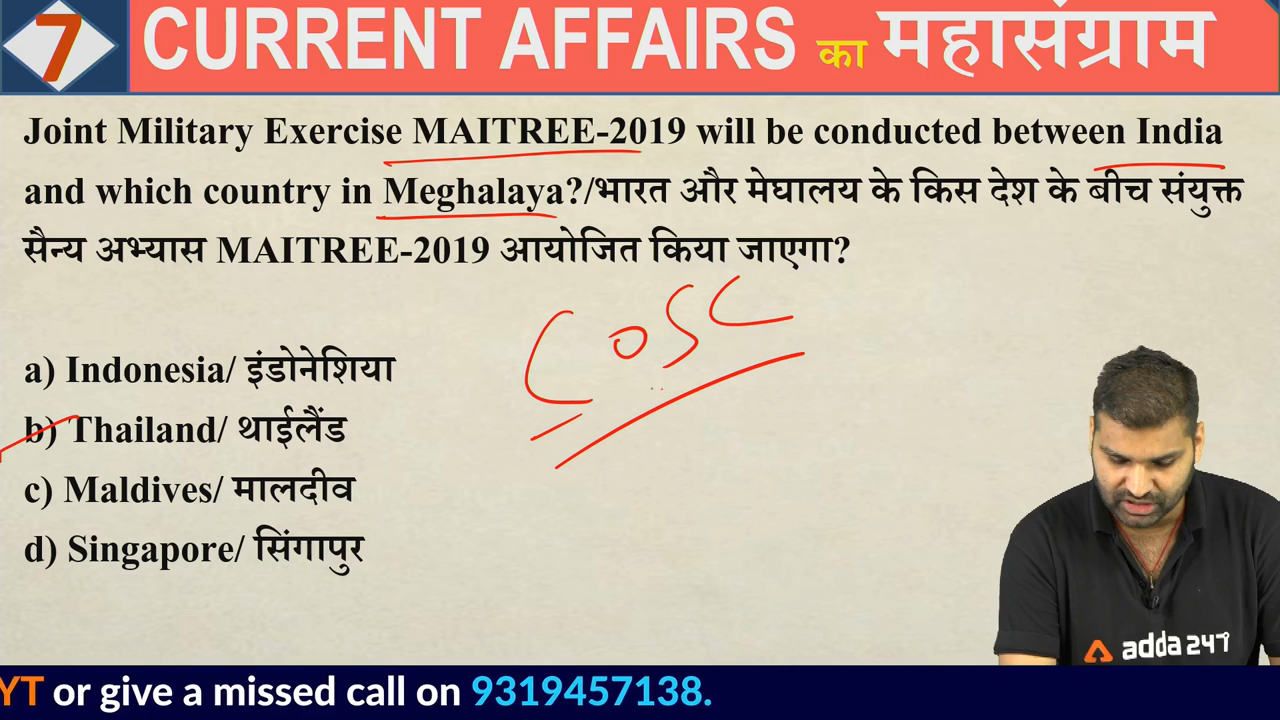 7
CURRENT AFFAIRS का महासंग्राम
Joint Military Exercise MAITREE-2019 will be conducted between India
and which country in Meghalaya?/भारत और मेघालय के किस देश के बीच संयुक्त
सैन्य अभ्यास MAITREE-2019 आयोजित किया जाएगा?
COSC
a) Indonesia/ इंडोनेशिया
b) Thailand/ थाईलैंड
c) Maldives/ मालदीव
d) Singapore/ सिंगापुर
adda 247
YT or give a missed call on 9319457138.